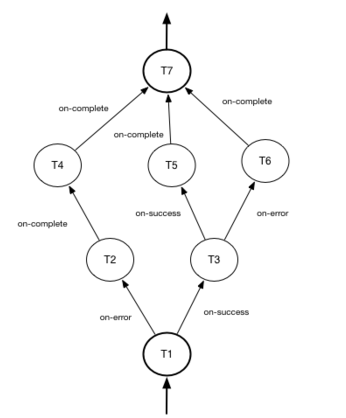 T7
on-complete
on-complete
on-complete
T4
T5
T6
on-success
on-error
on-complete
T2
T3
on-error
on-success
T1